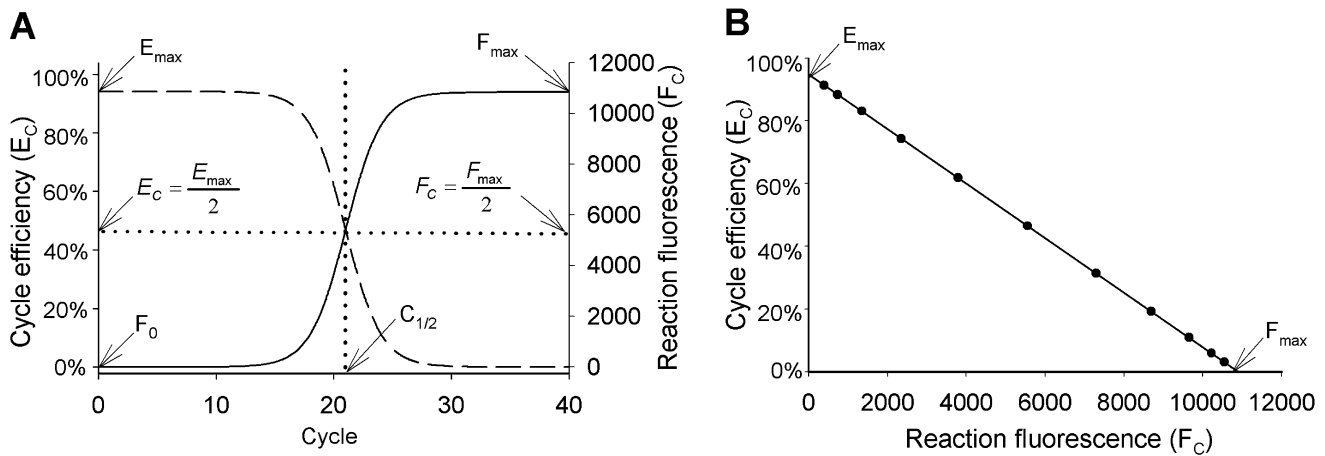 A
E_max
F_max
100%
80%
60%
40%
20%
0%
Cycle efficiency (E_C)
E_C = E_max / 2
F_C = F_max / 2
F_0
C_1/2
12000
10000
8000
6000
4000
2000
0
Reaction fluorescence (F_C)
0 10 20 30 40
Cycle
B
E_max
100%
80%
60%
40%
20%
0%
Cycle efficiency (E_C)
F_max
0 2000 4000 6000 8000 10000 12000
Reaction fluorescence (F_C)